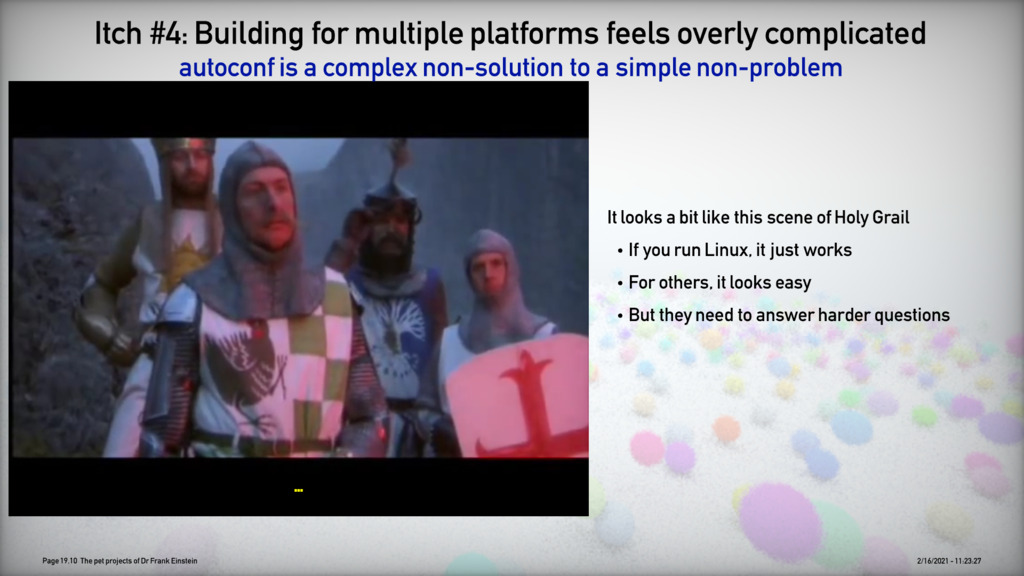 Itch #4: Building for multiple platforms feels overly complicated
autoconf is a complex non-solution to a simple non-problem
It looks a bit like this scene of Holy Grail
• If you run Linux, it just works
• For others, it looks easy
• But they need to answer harder questions
...
Page 19.10 The pet projects of Dr Frank Einstein
2/16/2021 - 11:23:27